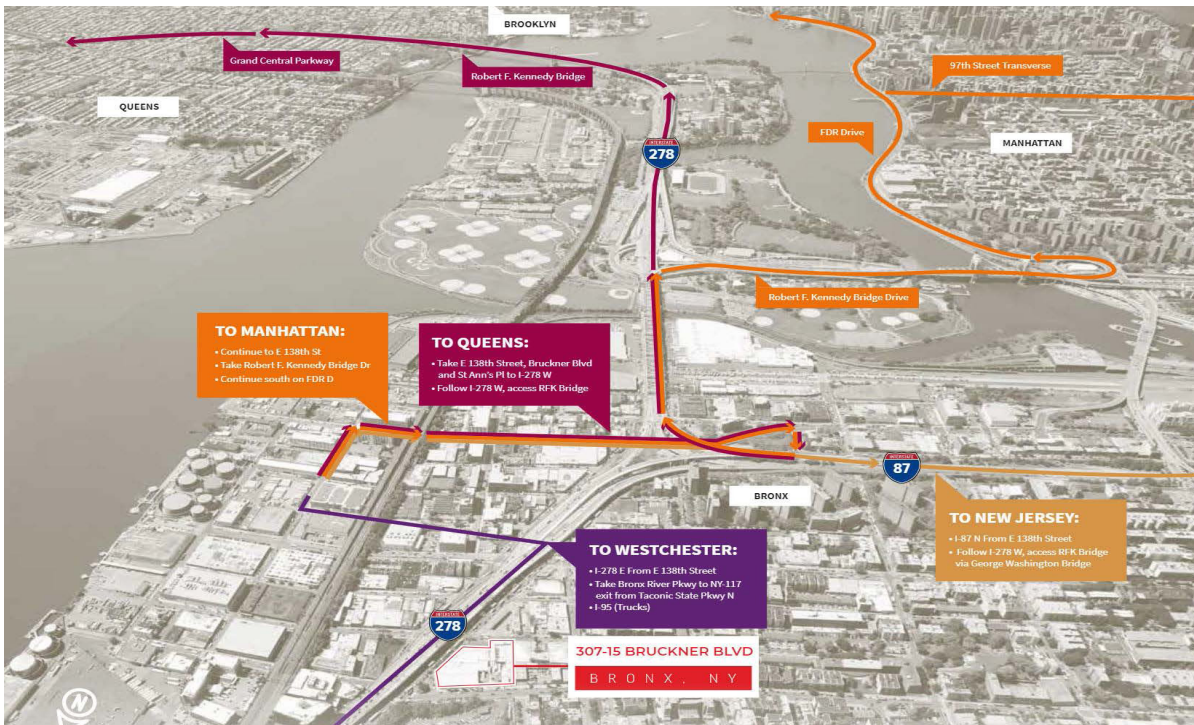 BROOKLYN
Grand Central Parkway
Robert F. Kennedy Bridge
97th Street Transverse
QUEENS
FDR Drive
MANHATTAN
INTERSTATE
278
Robert F. Kennedy Bridge Drive
TO MANHATTAN:
• Continue to E 138th St
• Take Robert F. Kennedy Bridge Dr
• Continue south on FDR D
TO QUEENS:
• Take E 138th Street, Bruckner Blvd
and St Ann's Pl to I-278 W
• Follow I-278 W, access RFK Bridge
INTERSTATE
87
BRONX
TO NEW JERSEY:
• I-87 N From E 138th Street
• Follow I-278 W, access RFK Bridge
via George Washington Bridge
TO WESTCHESTER:
• I-278 E From E 138th Street
• Take Bronx River Pkwy to NY-117
exit from Taconic State Pkwy N
• I-95 (Trucks)
INTERSTATE
278
307-15 BRUCKNER BLVD
BRONX, NY
N